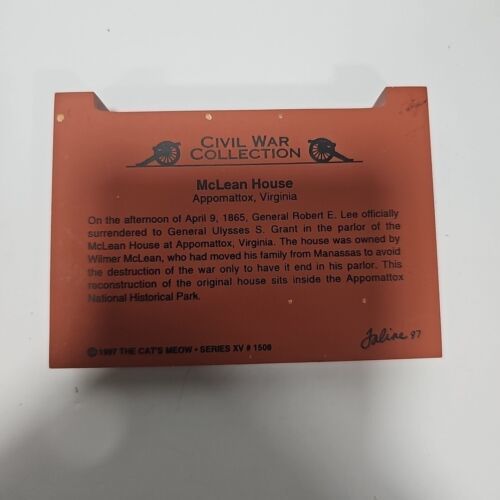 CIVIL WAR
COLLECTION
McLean House
Appomattox, Virginia
On the afternoon of April 9, 1865, General Robert E. Lee officially
surrendered to General Ulysses S. Grant in the parlor of the
McLean House at Appomattox, Virginia. The house was owned by
Wilmer McLean, who had moved his family from Manassas to avoid
the destruction of the war only to have it end in his parlor. This
reconstruction of the original house sits inside the Appomattox
National Historical Park.
© 1997 THE CAT'S MEOW • SERIES XV # 1508
Faline 97